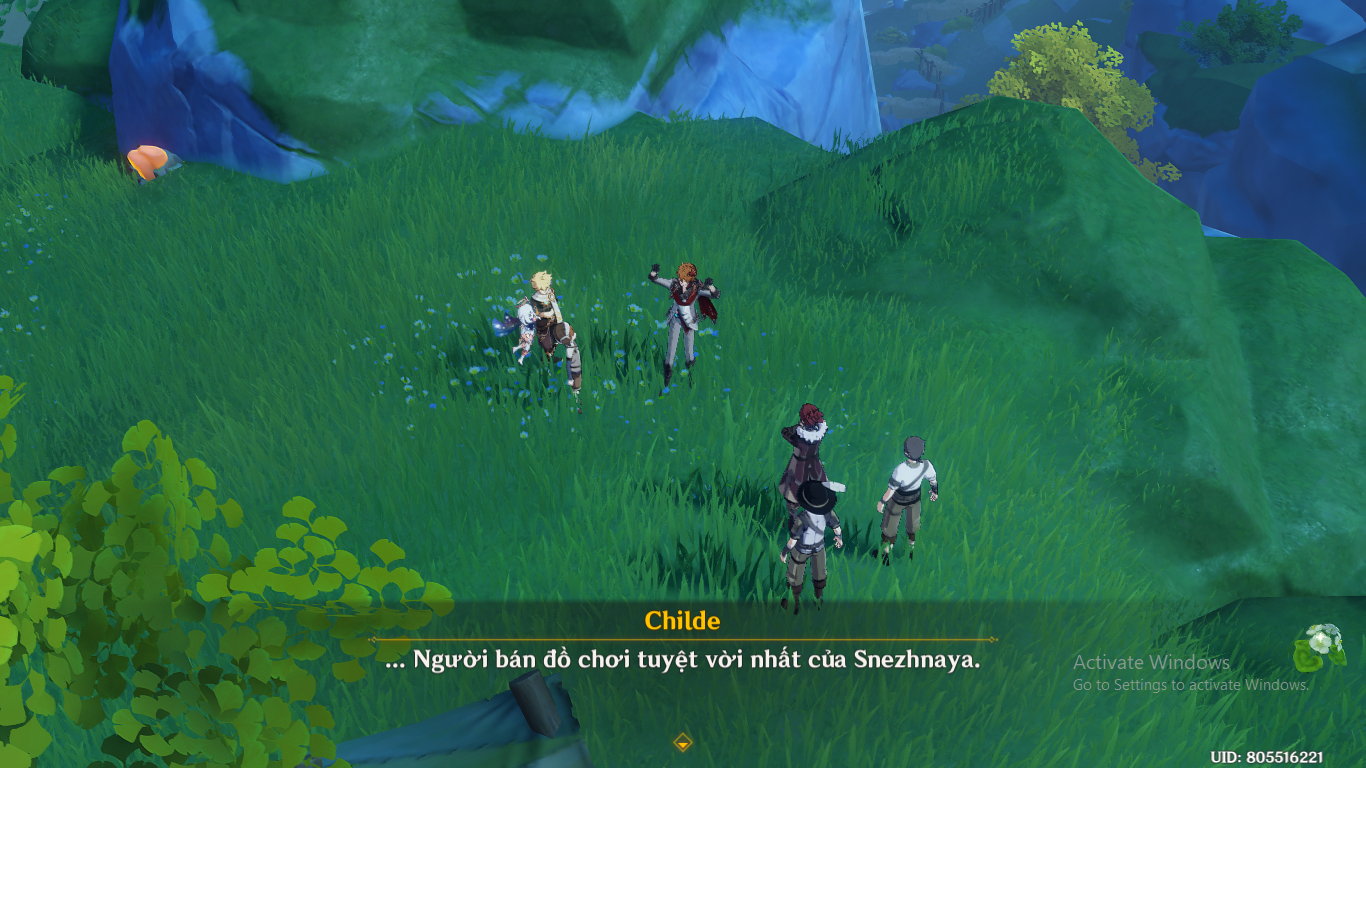 Childe
... Người bán đồ chơi tuyệt vời nhất của Snezhnaya.
Activate Windows
Go to Settings to activate Windows.
UID: 805516221